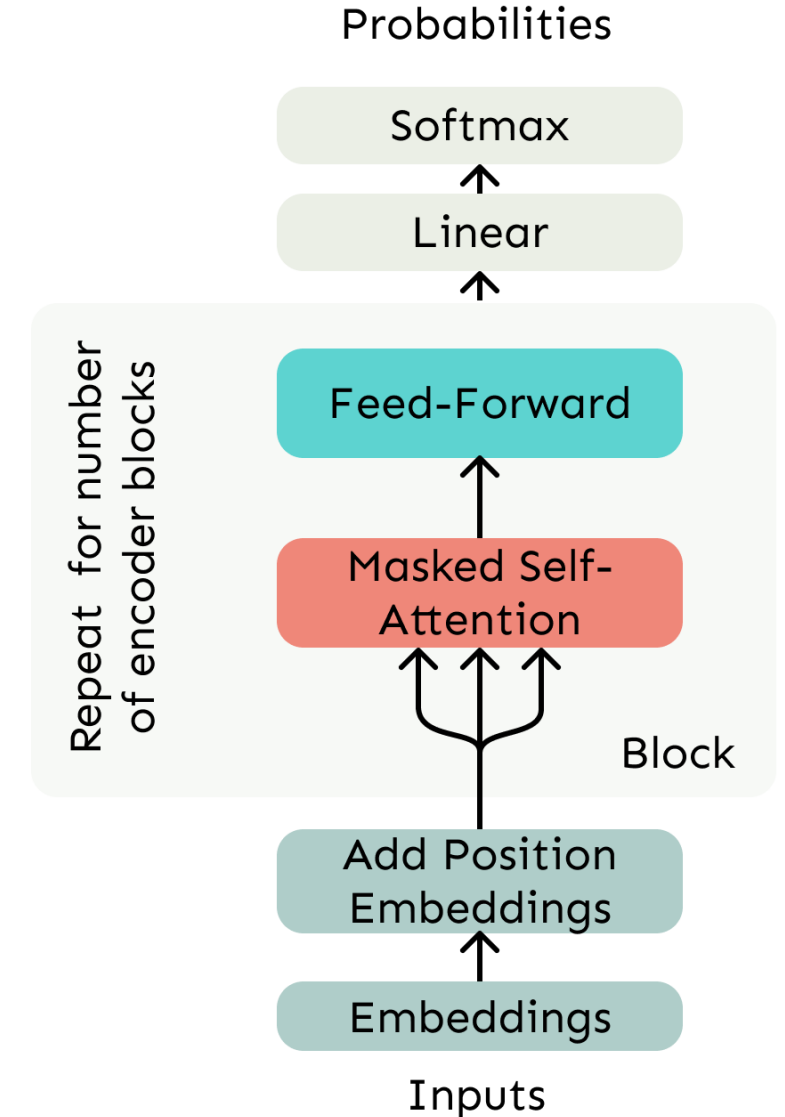 Probabilities
Softmax
Linear
Feed-Forward
Repeat for number
of encoder blocks
Masked Self-
Attention
Block
Add Position
Embeddings
Embeddings
Inputs